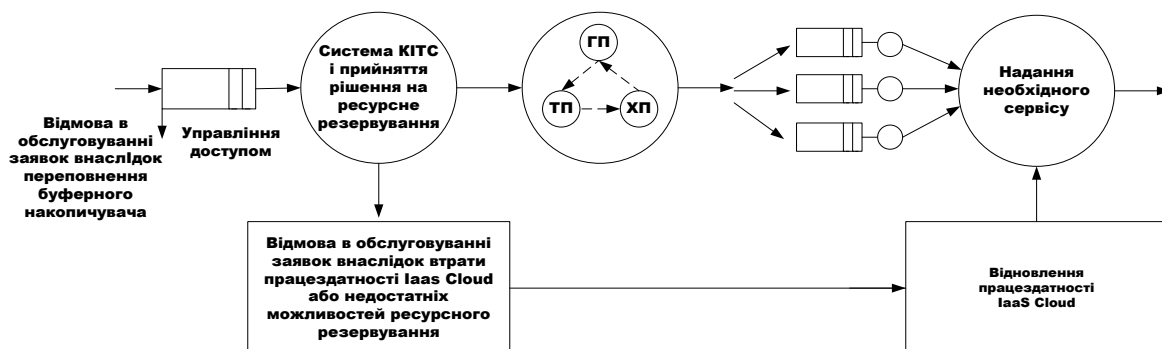 Відмова в
обслуговуванні
заявок внаслІдок
переповнення
буферного
накопичувача
Управління
доступом
Система КІТС
і прийняття
рішення на
ресурсне
резервування
ГП
ТП
ХП
Надання
необхідного
сервісу
Відмова в обслуговуванні
заявок внаслідок втрати
працездатності Iaas Cloud
або недостатніх
можливостей ресурсного
резервування
Відновлення
працездатності
IaaS Cloud